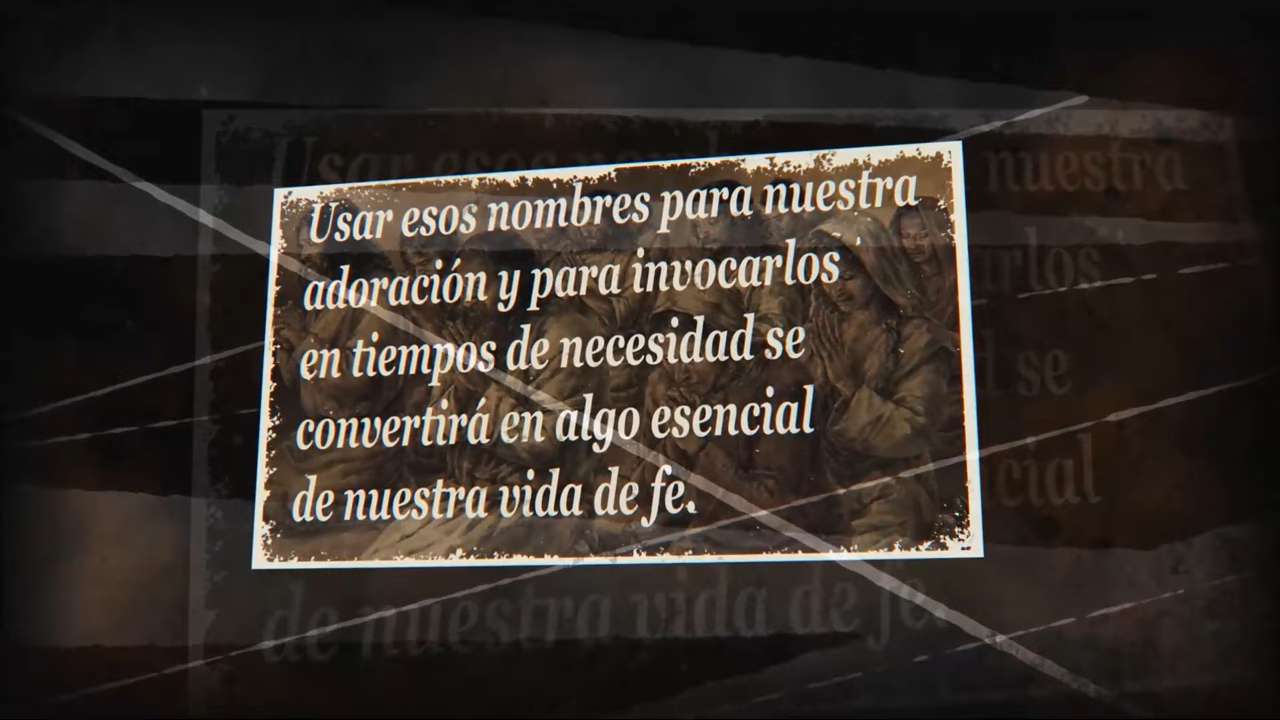 Usar esos nombres para nuestra
adoración y para invocarlos
en tiempos de necesidad se
convertirá en algo esencial
de nuestra vida de fe.